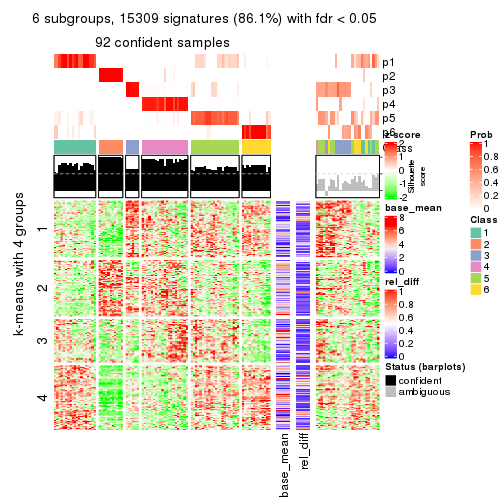 6 subgroups, 15309 signatures (86.1%) with fdr < 0.05
92 confident samples
p1
p2
p3
p4
p5
p6
Class
z_score
2
1
0
-1
-2
Silhouette
score
Prob
1
0.8
0.6
0.4
0.2
0
base_mean
8
6
4
2
0
Class
1
2
3
4
5
6
rel_diff
1
0.8
0.6
0.4
0.2
0
Status (barplots)
confident
ambiguous
k-means with 4 groups
1
2
3
4
base_mean
rel_diff